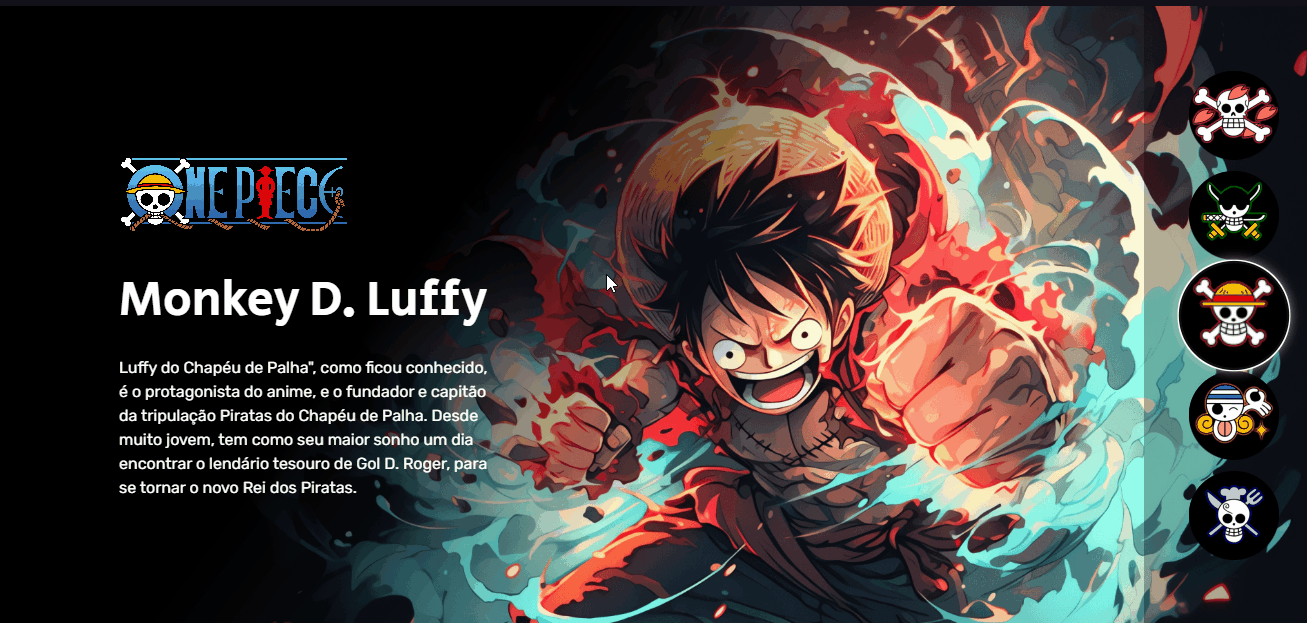 ONE PIECE
Monkey D. Luffy
Luffy do Chapéu de Palha", como ficou conhecido,
é o protagonista do anime, e o fundador e capitão
da tripulação Piratas do Chapéu de Palha. Desde
muito jovem, tem como seu maior sonho um dia
encontrar o lendário tesouro de Gol D. Roger, para
se tornar o novo Rei dos Piratas.